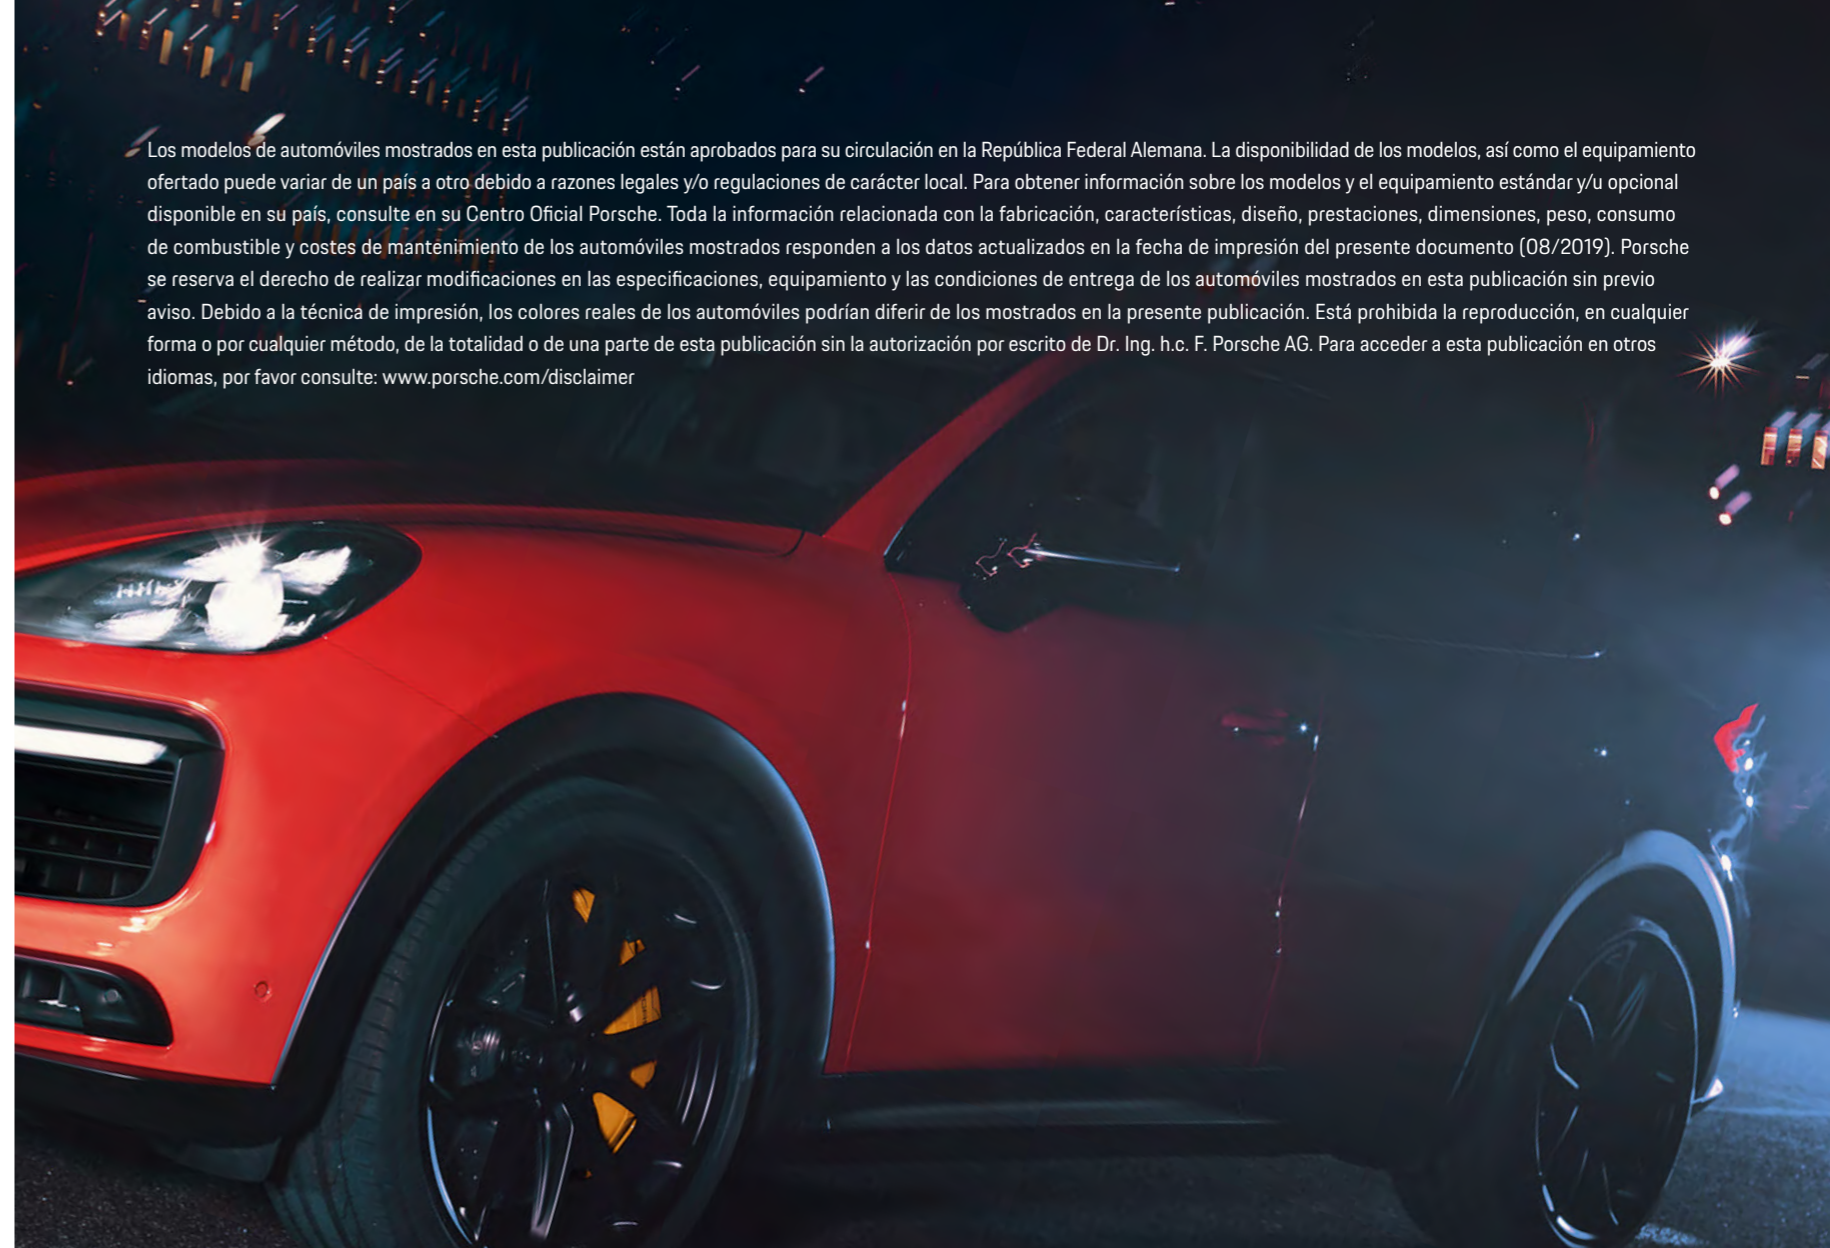 Los modelos de automóviles mostrados en esta publicación están aprobados para su circulación en la República Federal Alemana. La disponibilidad de los modelos, así como el equipamiento
ofertado puede variar de un país a otro debido a razones legales y/o regulaciones de carácter local. Para obtener información sobre los modelos y el equipamiento estándar y/u opcional
disponible en su país, consulte en su Centro Oficial Porsche. Toda la información relacionada con la fabricación, características, diseño, prestaciones, dimensiones, peso, consumo
de combustible y costes de mantenimiento de los automóviles mostrados responden a los datos actualizados en la fecha de impresión del presente documento (08/2019). Porsche
se reserva el derecho de realizar modificaciones en las especificaciones, equipamiento y las condiciones de entrega de los automóviles mostrados en esta publicación sin previo
aviso. Debido a la técnica de impresión, los colores reales de los automóviles podrían diferir de los mostrados en la presente publicación. Está prohibida la reproducción, en cualquier
forma o por cualquier método, de la totalidad o de una parte de esta publicación sin la autorización por escrito de Dr. Ing. h.c. F. Porsche AG. Para acceder a esta publicación en otros
idiomas, por favor consulte: www.porsche.com/disclaimer